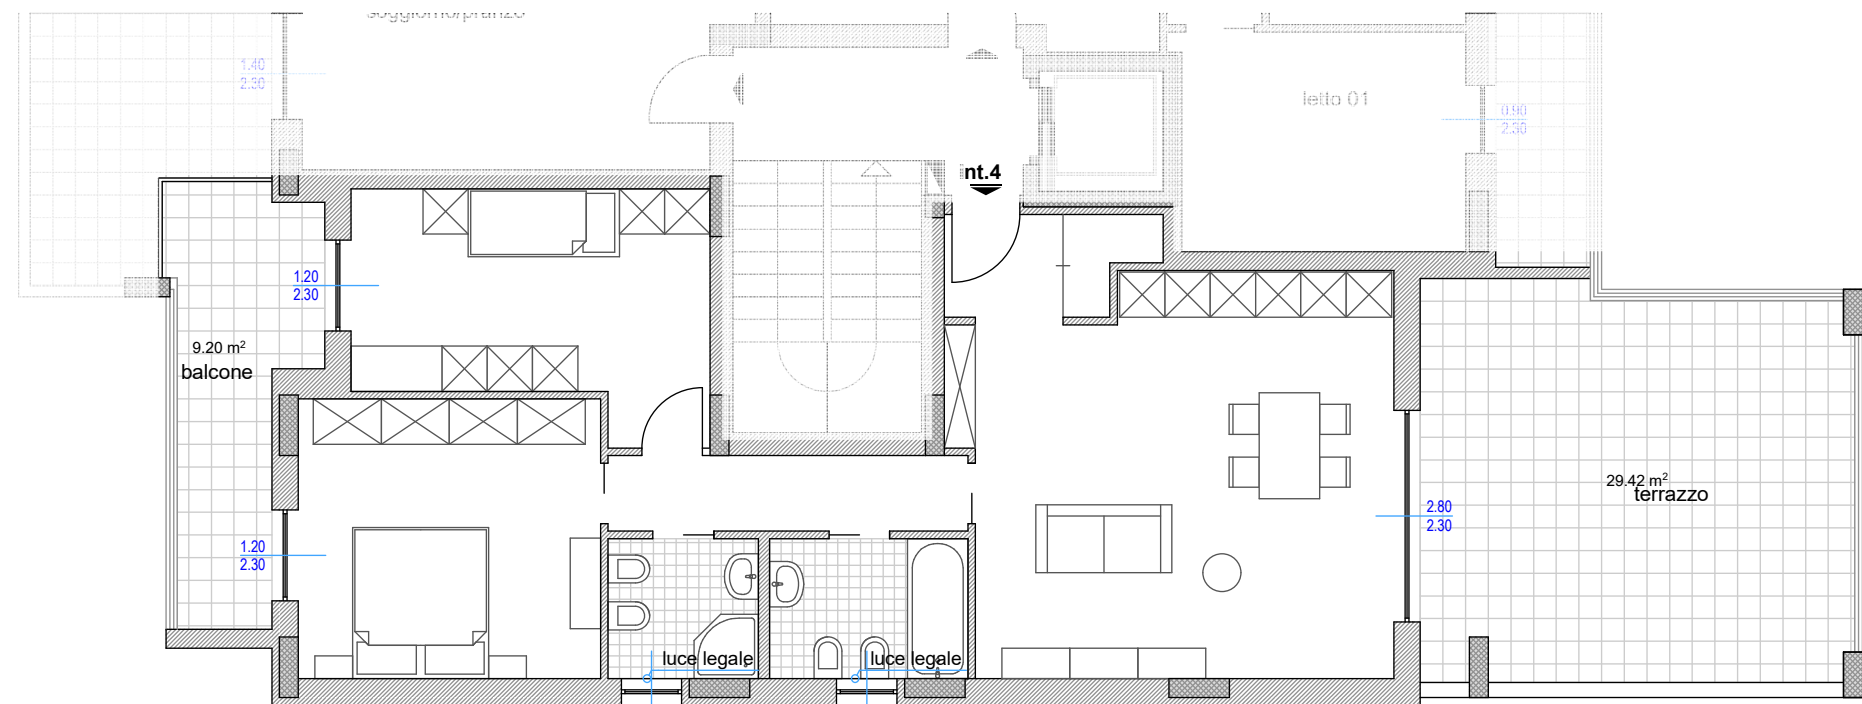 soggiorno/pranzo
1.40
2.30
letto 01
0.90
2.30
nt.4
1.20
2.30
9.20 m²
balcone
29.42 m²
terrazzo
2.80
2.30
1.20
2.30
luce legale
luce legale